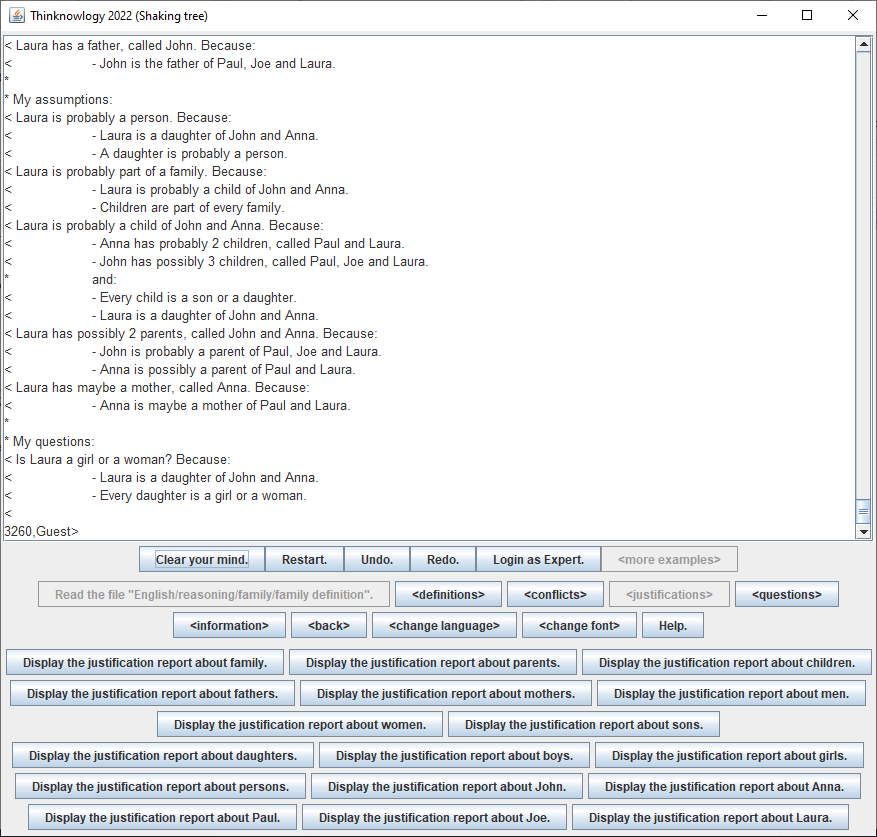 Thinknowlogy 2022 (Shaking tree)
< Laura has a father, called John. Because:
< - John is the father of Paul, Joe and Laura.
*
* My assumptions:
< Laura is probably a person. Because:
< - Laura is a daughter of John and Anna.
< - A daughter is probably a person.
< Laura is probably part of a family. Because:
< - Laura is probably a child of John and Anna.
< - Children are part of every family.
< Laura is probably a child of John and Anna. Because:
< - Anna has probably 2 children, called Paul and Laura.
< - John has possibly 3 children, called Paul, Joe and Laura.
* and:
< - Every child is a son or a daughter.
< - Laura is a daughter of John and Anna.
< Laura has possibly 2 parents, called John and Anna. Because:
< - John is probably a parent of Paul, Joe and Laura.
< - Anna is possibly a parent of Paul and Laura.
< Laura has maybe a mother, called Anna. Because:
< - Anna is maybe a mother of Paul and Laura.
*
* My questions:
< Is Laura a girl or a woman? Because:
< - Laura is a daughter of John and Anna.
< - Every daughter is a girl or a woman.
<
3260,Guest>
Clear your mind. Restart. Undo. Redo. Login as Expert. <more examples>
Read the file "English/reasoning/family/family definition". <definitions> <conflicts> <justifications> <questions>
<information> <back> <change language> <change font> Help.
Display the justification report about family. Display the justification report about parents. Display the justification report about children.
Display the justification report about fathers. Display the justification report about mothers. Display the justification report about men.
Display the justification report about women. Display the justification report about sons.
Display the justification report about daughters. Display the justification report about boys. Display the justification report about girls.
Display the justification report about persons. Display the justification report about John. Display the justification report about Anna.
Display the justification report about Paul. Display the justification report about Joe. Display the justification report about Laura.